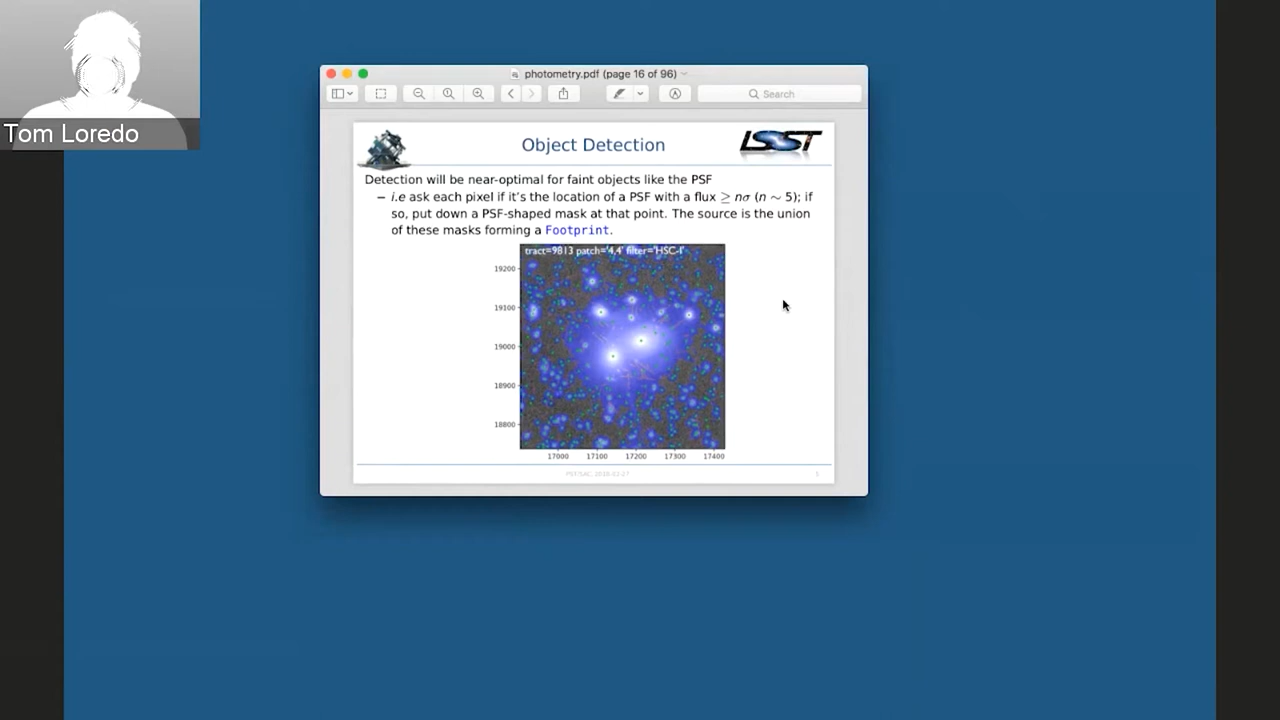 Tom Loredo
photometry.pdf (page 16 of 96)
Search
Object Detection
LSST
Detection will be near-optimal for faint objects like the PSF
– i.e ask each pixel if it's the location of a PSF with a flux ≥ nσ (n ∼ 5); if
so, put down a PSF-shaped mask at that point. The source is the union
of these masks forming a Footprint.
tract=9813 patch='4,4' filter='HSC-I'
19200
19100
19000
18900
18800
17000 17100 17200 17300 17400